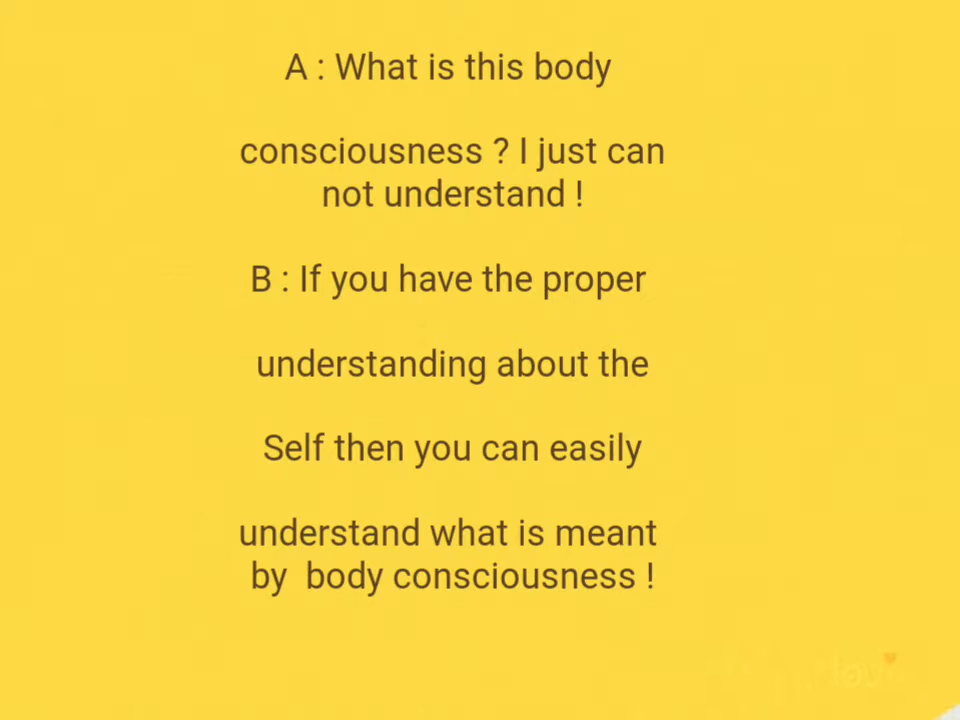 A : What is this body
consciousness ? I just can
not understand !
B : If you have the proper
understanding about the
Self then you can easily
understand what is meant
by  body consciousness !